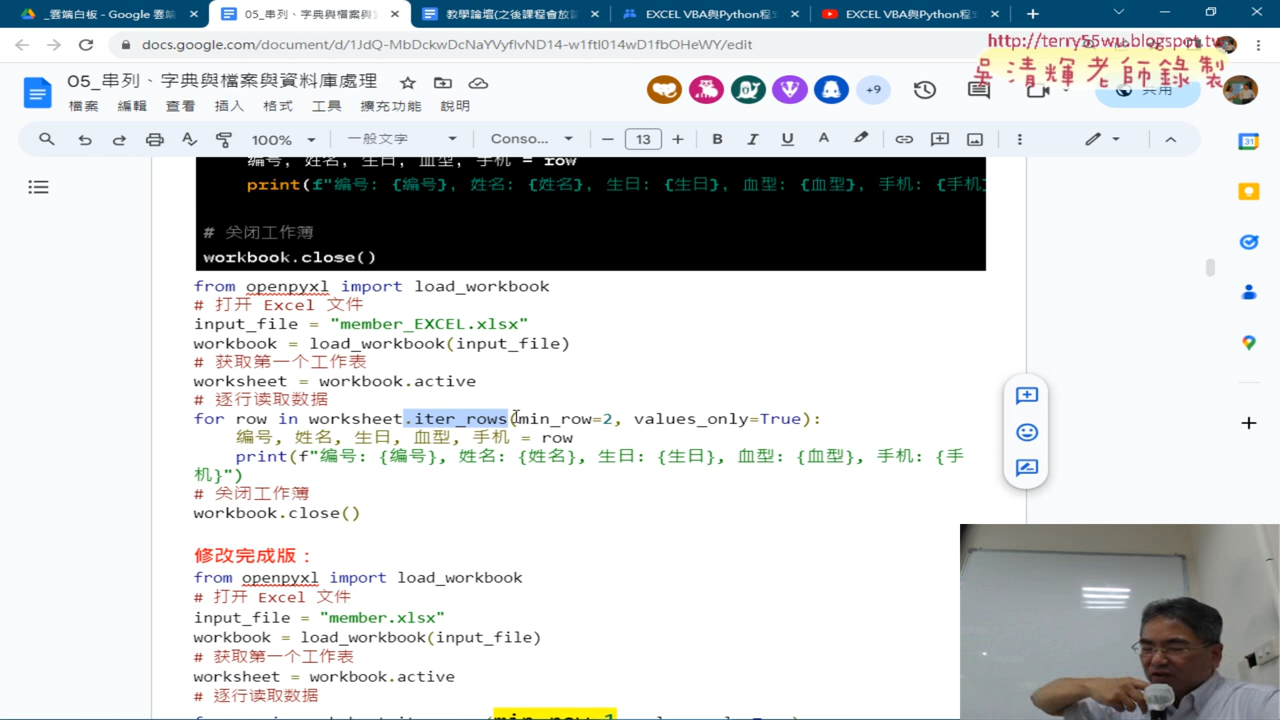 _雲端白板 - Google 雲端
05_串列、字典與檔案與資
教學論壇(之後課程會放
EXCEL VBA與Python程
EXCEL VBA與Python程
docs.google.com/document/d/1JdQ-MbDckwDcNaYVyflvND14-w1ftl014wD1fbOHeWY/edit
http://terry55wu.blogspot.tw
吳清輝老師錄製
05_串列、字典與檔案與資料庫處理
檔案 編輯 查看 插入 格式 工具 擴充功能 說明
+9
共用
100% 一般文字 Conso... 13 B I U A
31
编号, 姓名, 生日, 血型, 手机 = row
print(f"编号: {编号}, 姓名: {姓名}, 生日: {生日}, 血型: {血型}, 手机: {手机}
# 关闭工作簿
workbook.close()
from openpyxl import load_workbook
# 打开 Excel 文件
input_file = "member_EXCEL.xlsx"
workbook = load_workbook(input_file)
# 获取第一个工作表
worksheet = workbook.active
# 逐行读取数据
for row in worksheet.iter_rows(min_row=2, values_only=True):
编号, 姓名, 生日, 血型, 手机 = row
print(f"编号: {编号}, 姓名: {姓名}, 生日: {生日}, 血型: {血型}, 手机: {手
机}")
# 关闭工作簿
workbook.close()
修改完成版：
from openpyxl import load_workbook
# 打开 Excel 文件
input_file = "member.xlsx"
workbook = load_workbook(input_file)
# 获取第一个工作表
worksheet = workbook.active
# 逐行读取数据